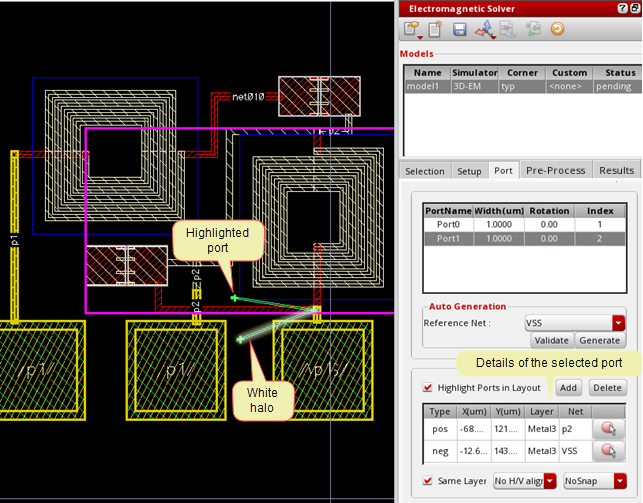 Electromagnetic Solver
Models
Name Simulator Corner Custom Status
model1 3D-EM typ <none> pending
Selection Setup Port Pre-Process Results
PortName Width(um) Rotation Index
Port0 1.0000 0.00 1
Port1 1.0000 0.00 2
Auto Generation
Reference Net : VSS
Validate Generate
Details of the selected port
Highlight Ports in Layout Add Delete
Type X(um) Y(um) Layer Net
pos -68.... 121.... Metal3 p2
neg -12.6... 143.... Metal3 VSS
Same Layer No H/V align NoSnap
net010
p2
p1
Highlighted
port
p2
p2
White
halo
/p1/
/p2/